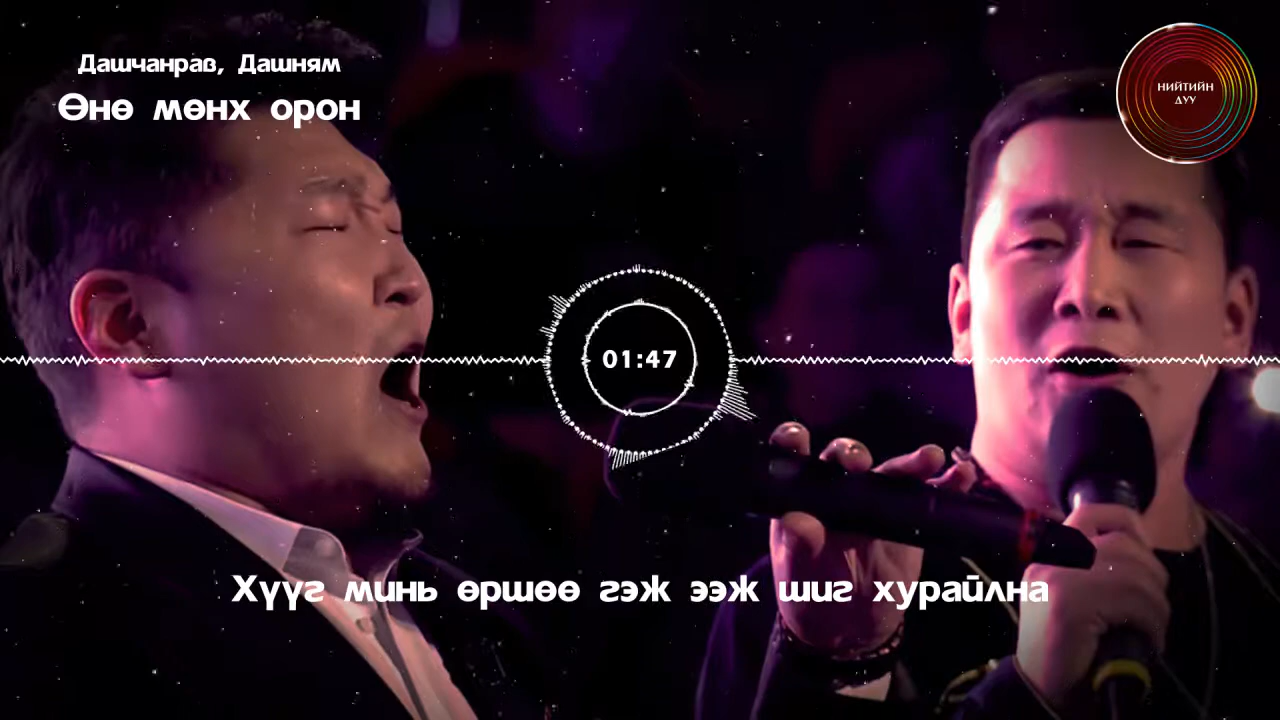 Дашчанрав, Дашням
Өнө мөнх орон
НИЙТИЙН
ДУУ
01:47
Хүүг минь өршөө гэж ээж шиг хурайлна